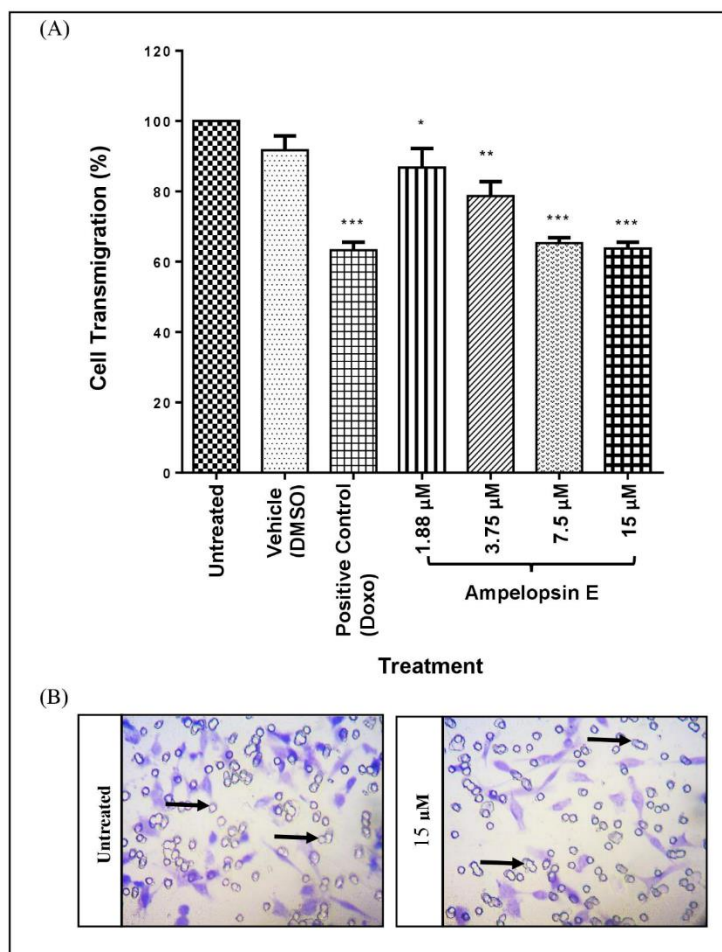 (A)
Cell Transmigration (%)
120
100
80
60
40
20
0
***
*
**
***
***
Untreated
Vehicle
(DMSO)
Positive Control
(Doxo)
1.88 µM
3.75 µM
7.5 µM
15 µM
Ampelopsin E
Treatment
(B)
Untreated
15 µM